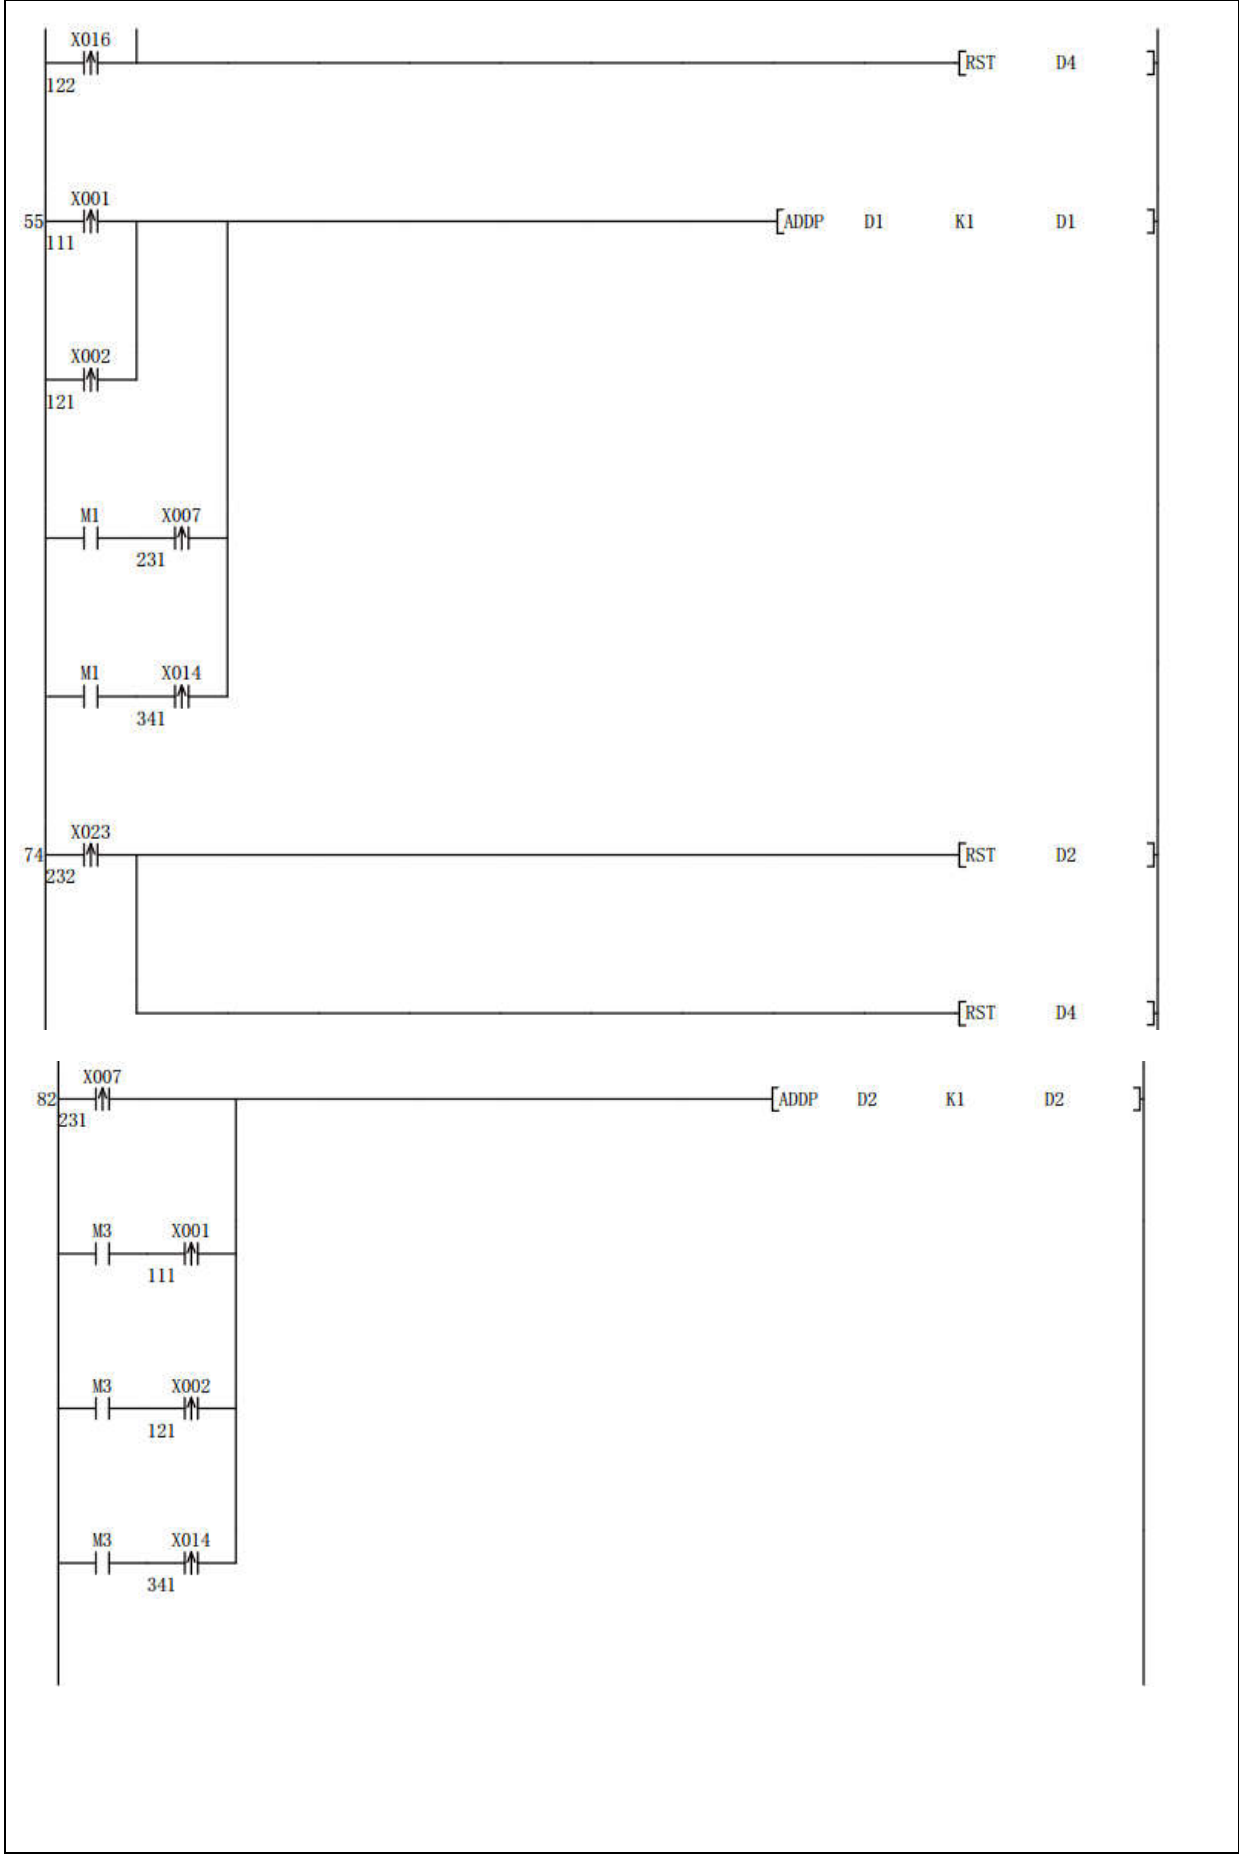 X016
RST D4
122
X001
55 ADDP D1 K1 D1
111
X002
121
M1 X007
231
M1 X014
341
X023
74 RST D2
232
RST D4
X007
82 ADDP D2 K1 D2
231
M3 X001
111
M3 X002
121
M3 X014
341